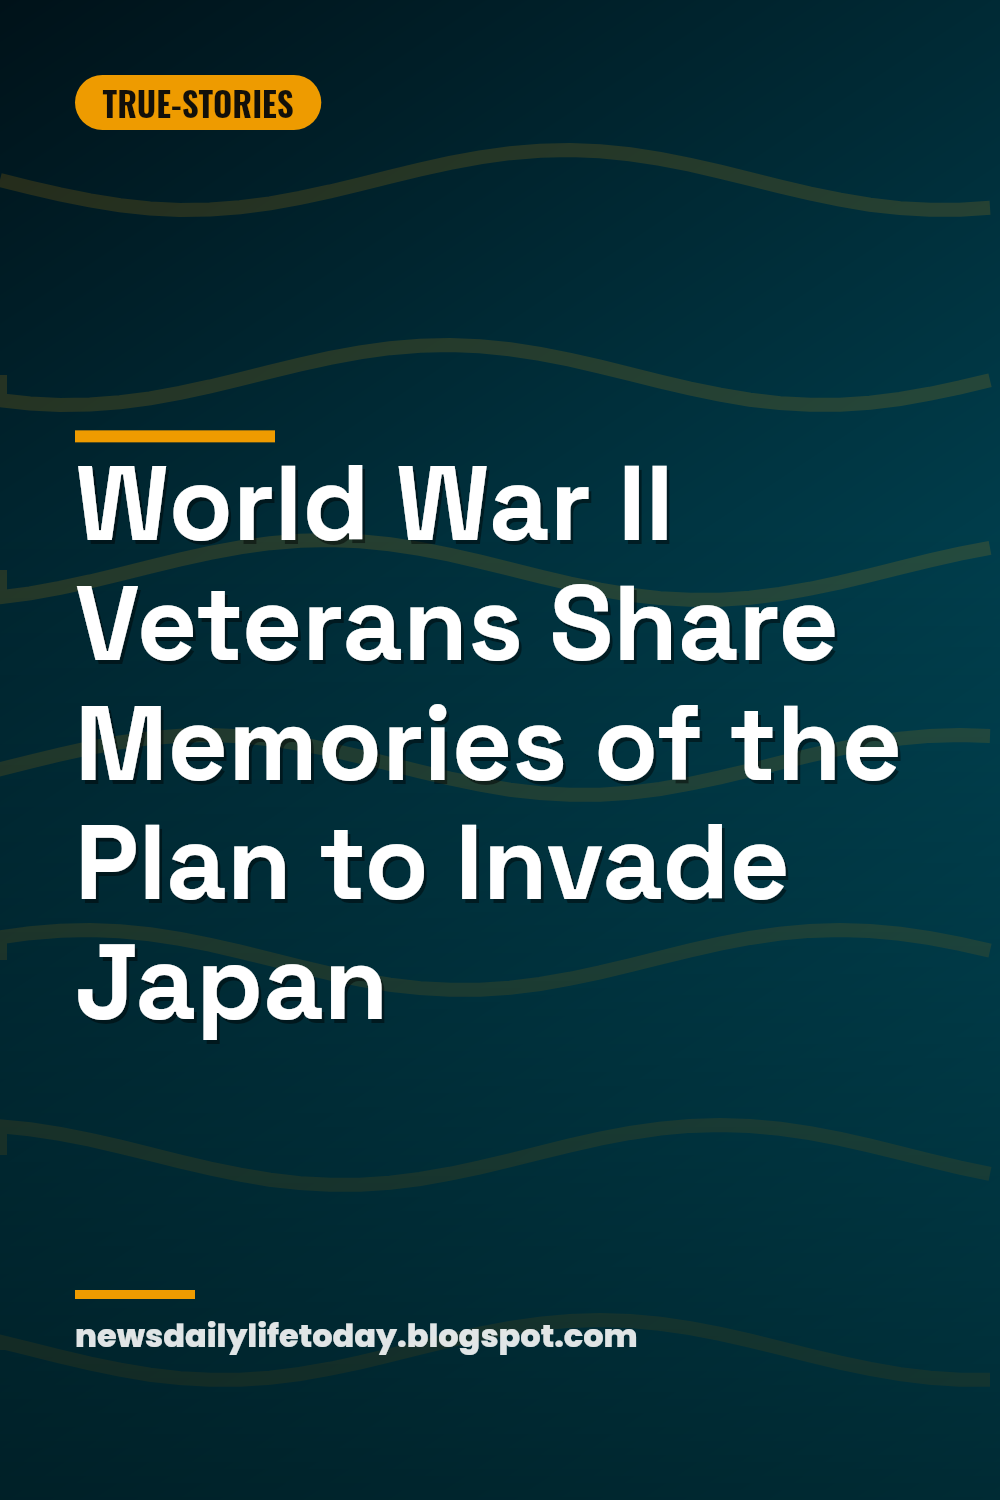 TRUE-STORIES
World War II
Veterans Share
Memories of the
Plan to Invade
Japan
newsdailylifetoday.blogspot.com